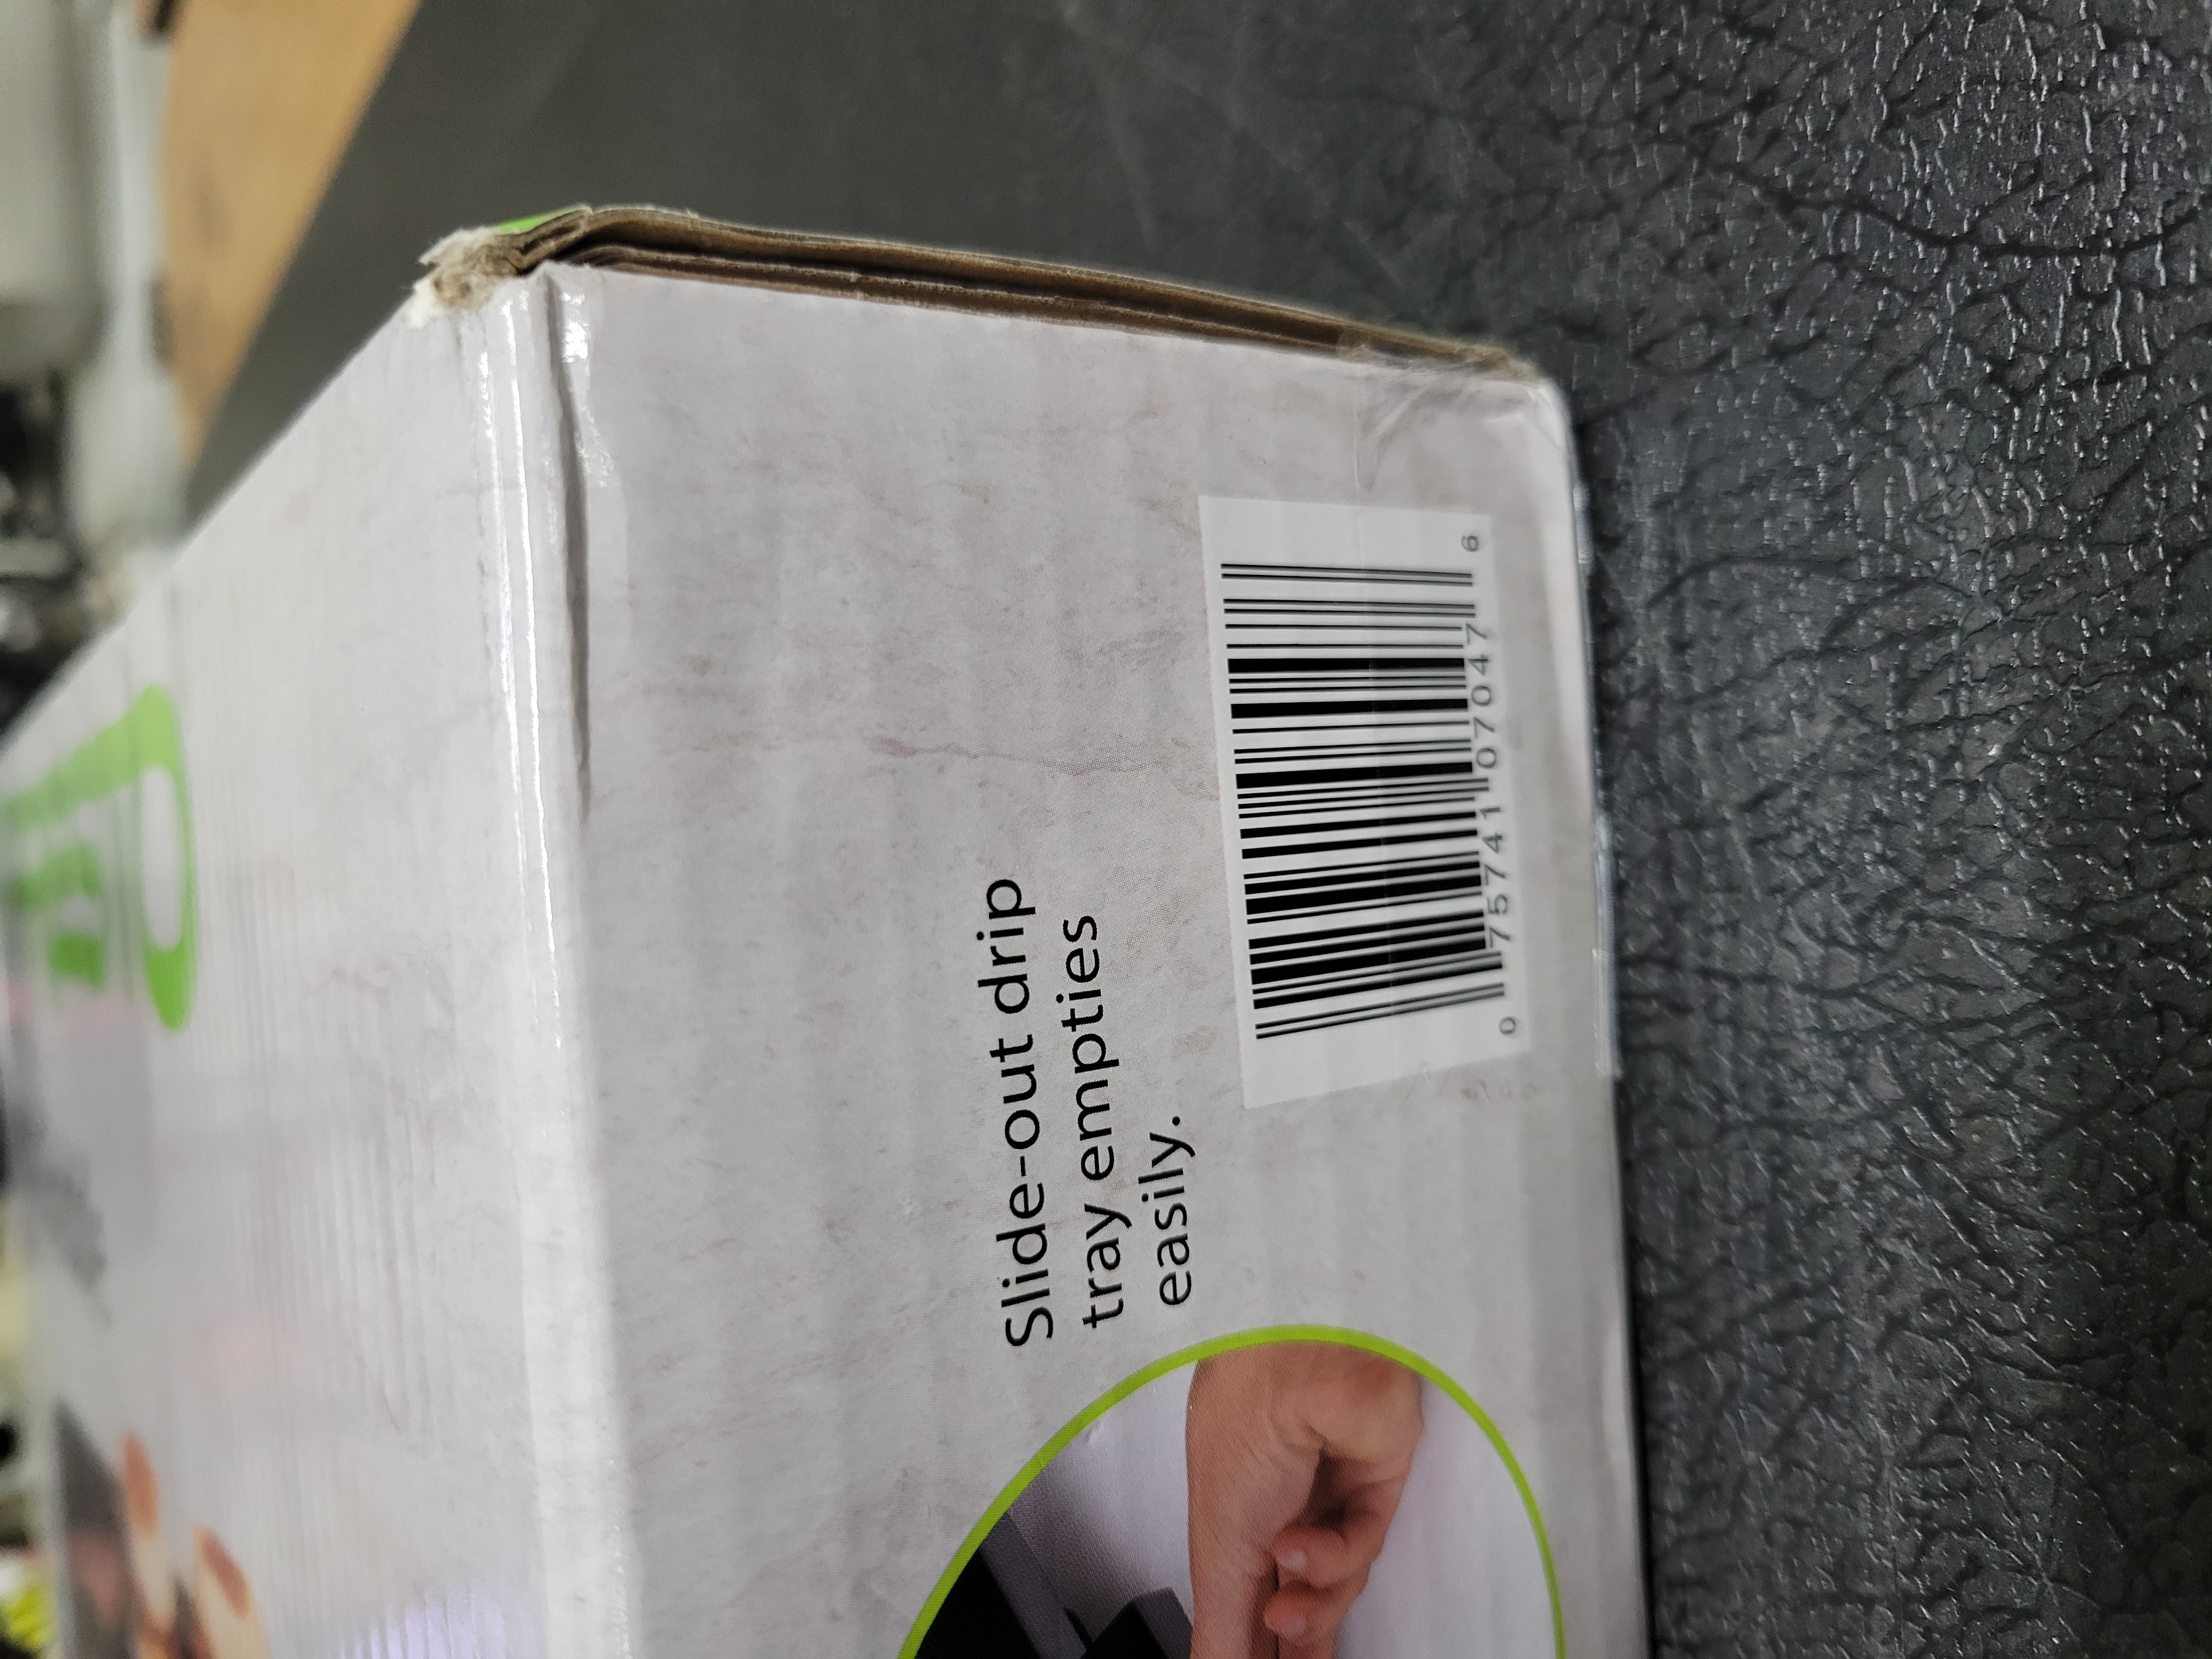 Slide-out drip
tray empties
easily.
0 75741 07047 6